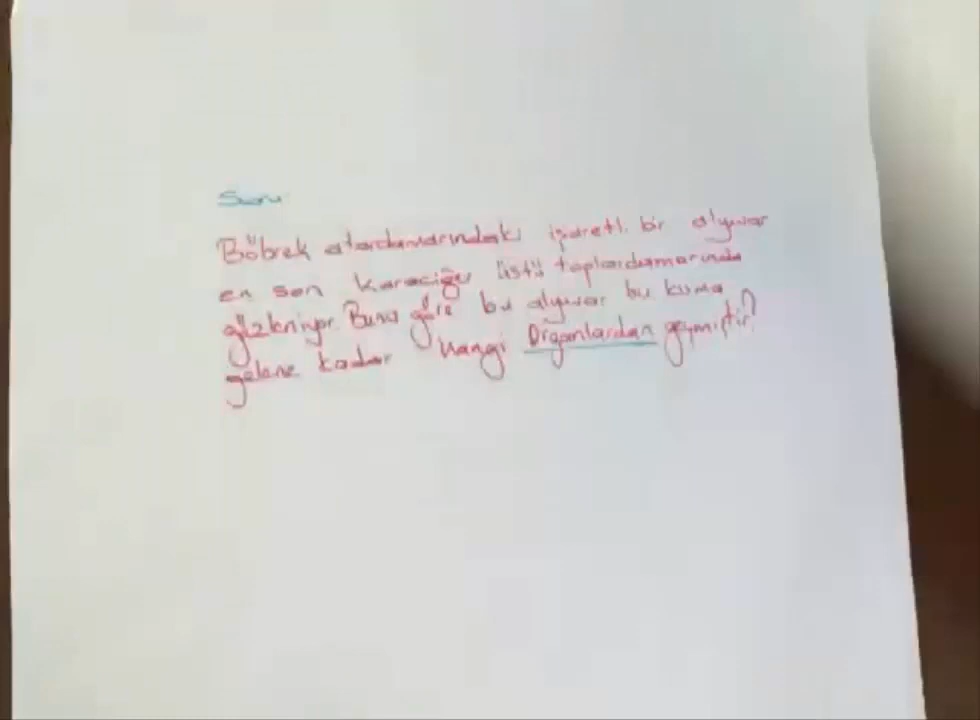 Soru
Böbrek atardamarındaki işaretli bir alyuvar
en son karaciğer üstü toplardamarında
gözleniyor. Buna göre bu alyuvar bu kısma
gelene kadar hangi Organlardan geçmiştir?